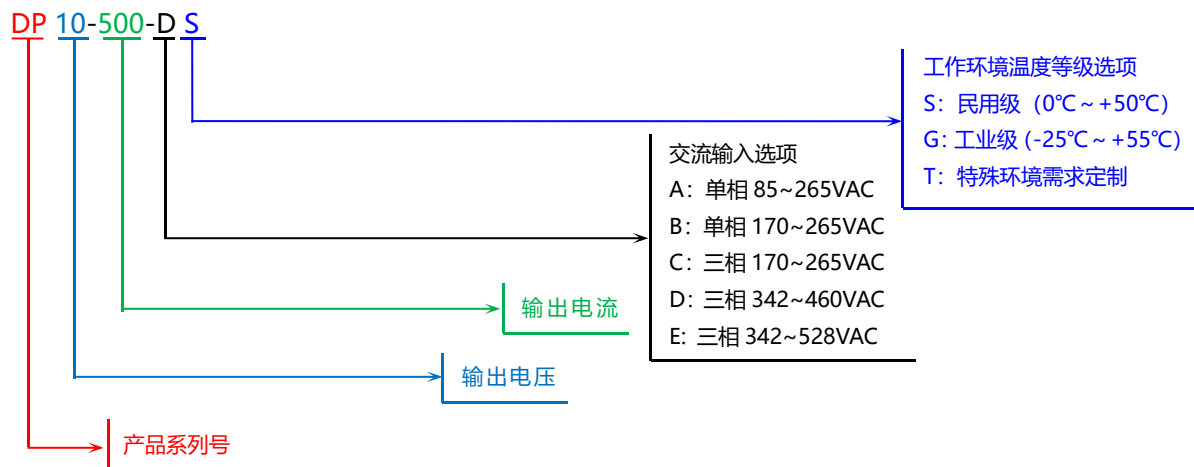 DP 10-500-D S
工作环境温度等级选项
S：民用级（0℃～+50℃）
G：工业级 (-25℃～+55℃)
T：特殊环境需求定制
交流输入选项
A：单相 85~265VAC
B：单相 170~265VAC
C：三相 170~265VAC
D：三相 342~460VAC
E: 三相 342~528VAC
输出电流
输出电压
产品系列号